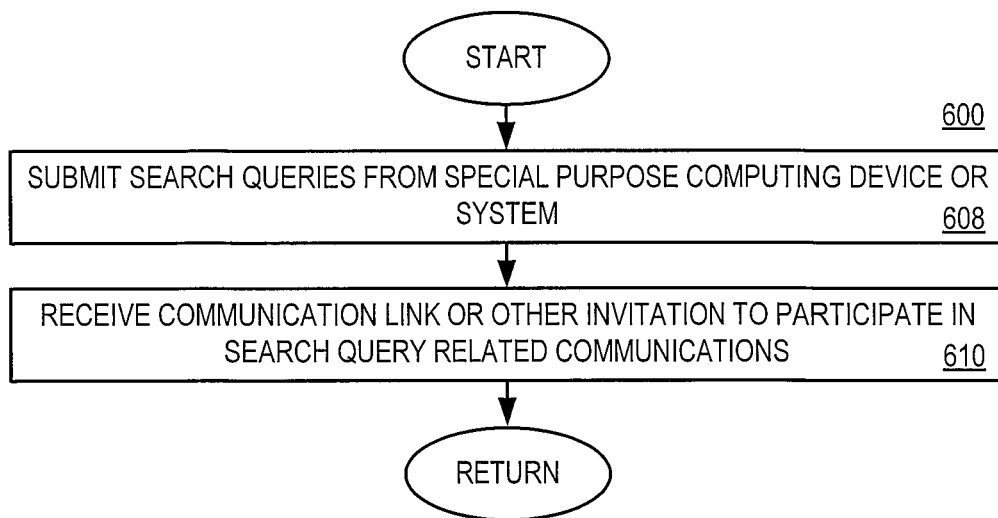 START
600
SUBMIT SEARCH QUERIES FROM SPECIAL PURPOSE COMPUTING DEVICE OR
SYSTEM
608
RECEIVE COMMUNICATION LINK OR OTHER INVITATION TO PARTICIPATE IN
SEARCH QUERY RELATED COMMUNICATIONS
610
RETURN